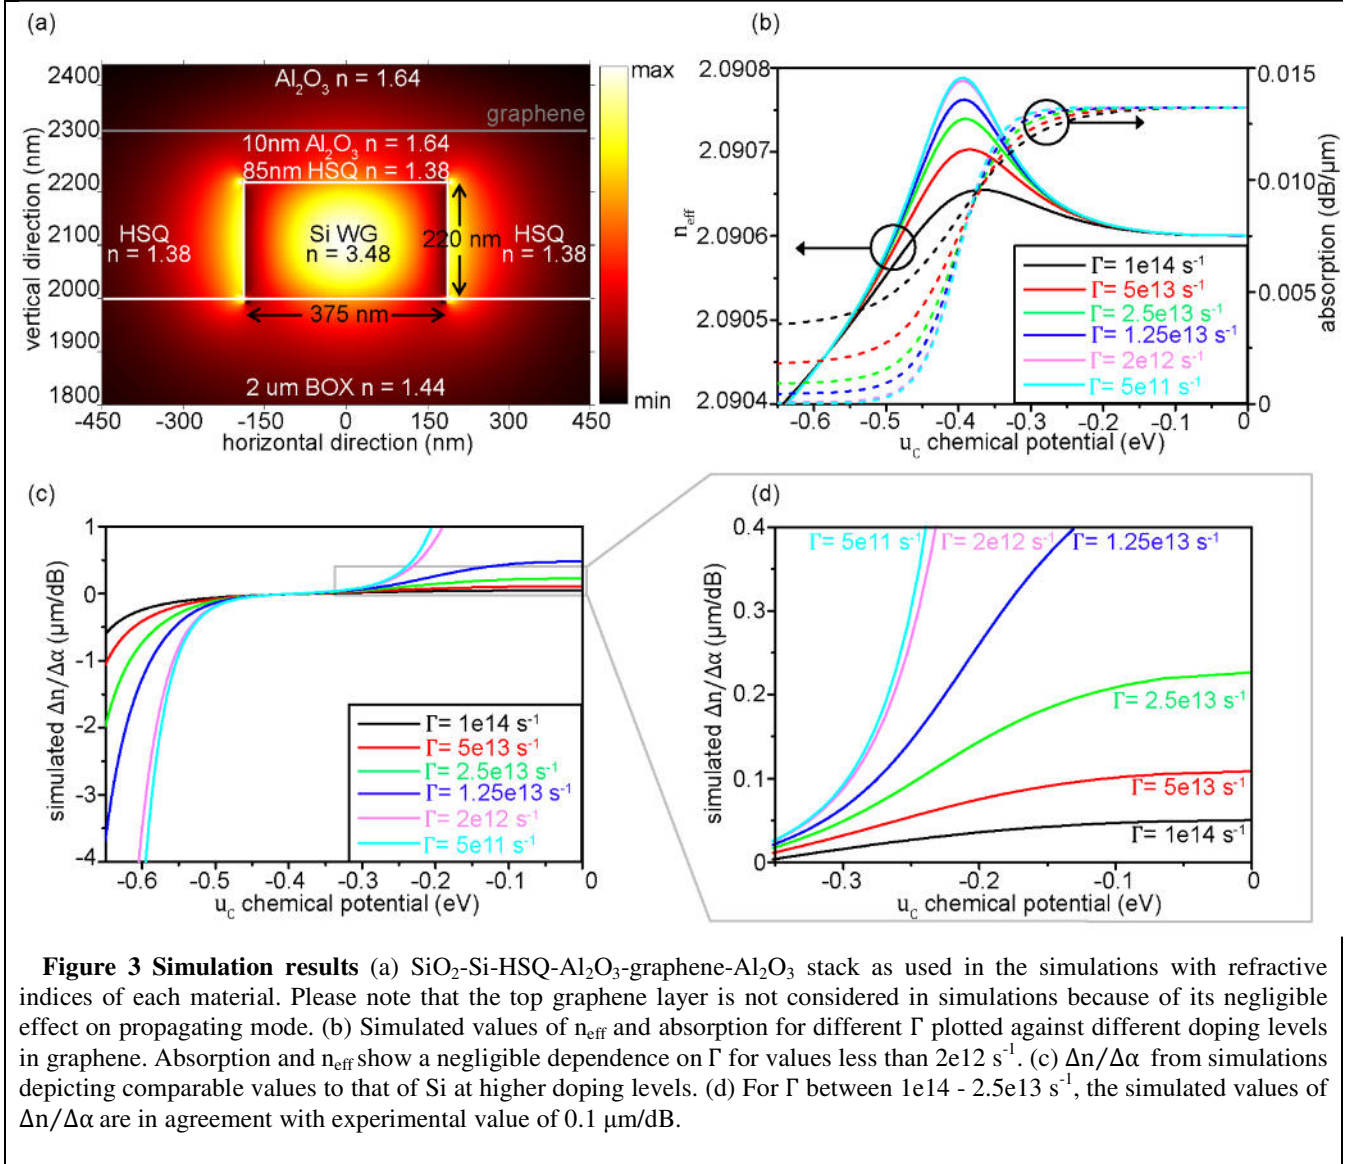 (a)
2400
2300
2200
2100
2000
1900
1800
vertical direction (nm)
Al₂O₃ n = 1.64
graphene
10nm Al₂O₃ n = 1.64
85nm HSQ n = 1.38
HSQ
n = 1.38
Si WG
n = 3.48
220 nm
HSQ
n = 1.38
375 nm
2 um BOX n = 1.44
-450 -300 -150 0 150 300 450
horizontal direction (nm)
max
min
(b)
2.0908
2.0907
2.0906
2.0905
2.0904
n_eff
0.015
0.010
0.005
0
absorption (dB/µm)
Γ= 1e14 s⁻¹
Γ= 5e13 s⁻¹
Γ= 2.5e13 s⁻¹
Γ= 1.25e13 s⁻¹
Γ= 2e12 s⁻¹
Γ= 5e11 s⁻¹
-0.6 -0.5 -0.4 -0.3 -0.2 -0.1 0
u_C chemical potential (eV)
(c)
1
0
-1
-2
-3
-4
simulated Δn/Δα (µm/dB)
Γ= 1e14 s⁻¹
Γ= 5e13 s⁻¹
Γ= 2.5e13 s⁻¹
Γ= 1.25e13 s⁻¹
Γ= 2e12 s⁻¹
Γ= 5e11 s⁻¹
-0.6 -0.5 -0.4 -0.3 -0.2 -0.1 0
u_C chemical potential (eV)
(d)
0.4
0.3
0.2
0.1
0
simulated Δn/Δα (µm/dB)
Γ= 5e11 s⁻¹
Γ= 2e12 s⁻¹
Γ= 1.25e13 s⁻¹
Γ= 2.5e13 s⁻¹
Γ= 5e13 s⁻¹
Γ= 1e14 s⁻¹
-0.3 -0.2 -0.1 0
u_C chemical potential (eV)
Figure 3 Simulation results (a) SiO₂-Si-HSQ-Al₂O₃-graphene-Al₂O₃ stack as used in the simulations with refractive
indices of each material. Please note that the top graphene layer is not considered in simulations because of its negligible
effect on propagating mode. (b) Simulated values of n_eff and absorption for different Γ plotted against different doping levels
in graphene. Absorption and n_eff show a negligible dependence on Γ for values less than 2e12 s⁻¹. (c) Δn/Δα from simulations
depicting comparable values to that of Si at higher doping levels. (d) For Γ between 1e14 - 2.5e13 s⁻¹, the simulated values of
Δn/Δα are in agreement with experimental value of 0.1 µm/dB.